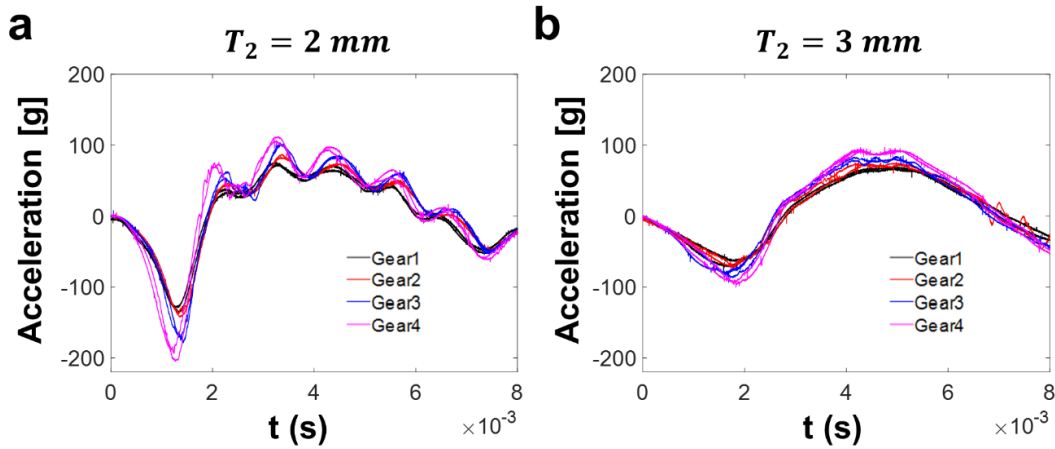 a
T₂ = 2 mm
Acceleration [g]
200
100
0
-100
-200
Gear1
Gear2
Gear3
Gear4
0 2 4 6 8
t (s)
×10⁻³
b
T₂ = 3 mm
Acceleration [g]
200
100
0
-100
-200
Gear1
Gear2
Gear3
Gear4
0 2 4 6 8
t (s)
×10⁻³